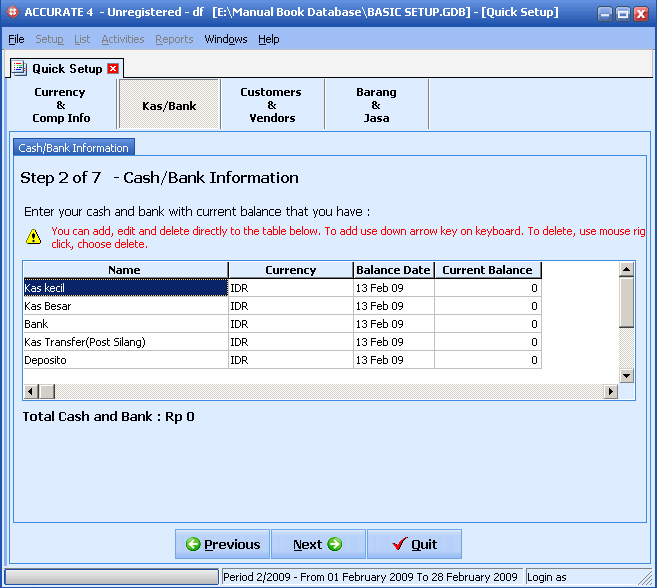 ACCURATE 4 - Unregistered - df [E:\Manual Book Database\BASIC SETUP.GDB] - [Quick Setup]
File Setup List Activities Reports Windows Help
Quick Setup
Currency & Comp Info
Kas/Bank
Customers & Vendors
Barang & Jasa
Cash/Bank Information
Step 2 of 7 - Cash/Bank Information
Enter your cash and bank with current balance that you have :
You can add, edit and delete directly to the table below. To add use down arrow key on keyboard. To delete, use mouse rig
click, choose delete.
Name Currency Balance Date Current Balance
Kas kecil IDR 13 Feb 09 0
Kas Besar IDR 13 Feb 09 0
Bank IDR 13 Feb 09 0
Kas Transfer(Post Silang) IDR 13 Feb 09 0
Deposito IDR 13 Feb 09 0
Total Cash and Bank : Rp 0
Previous Next Quit
Period 2/2009 - From 01 February 2009 To 28 February 2009 Login as